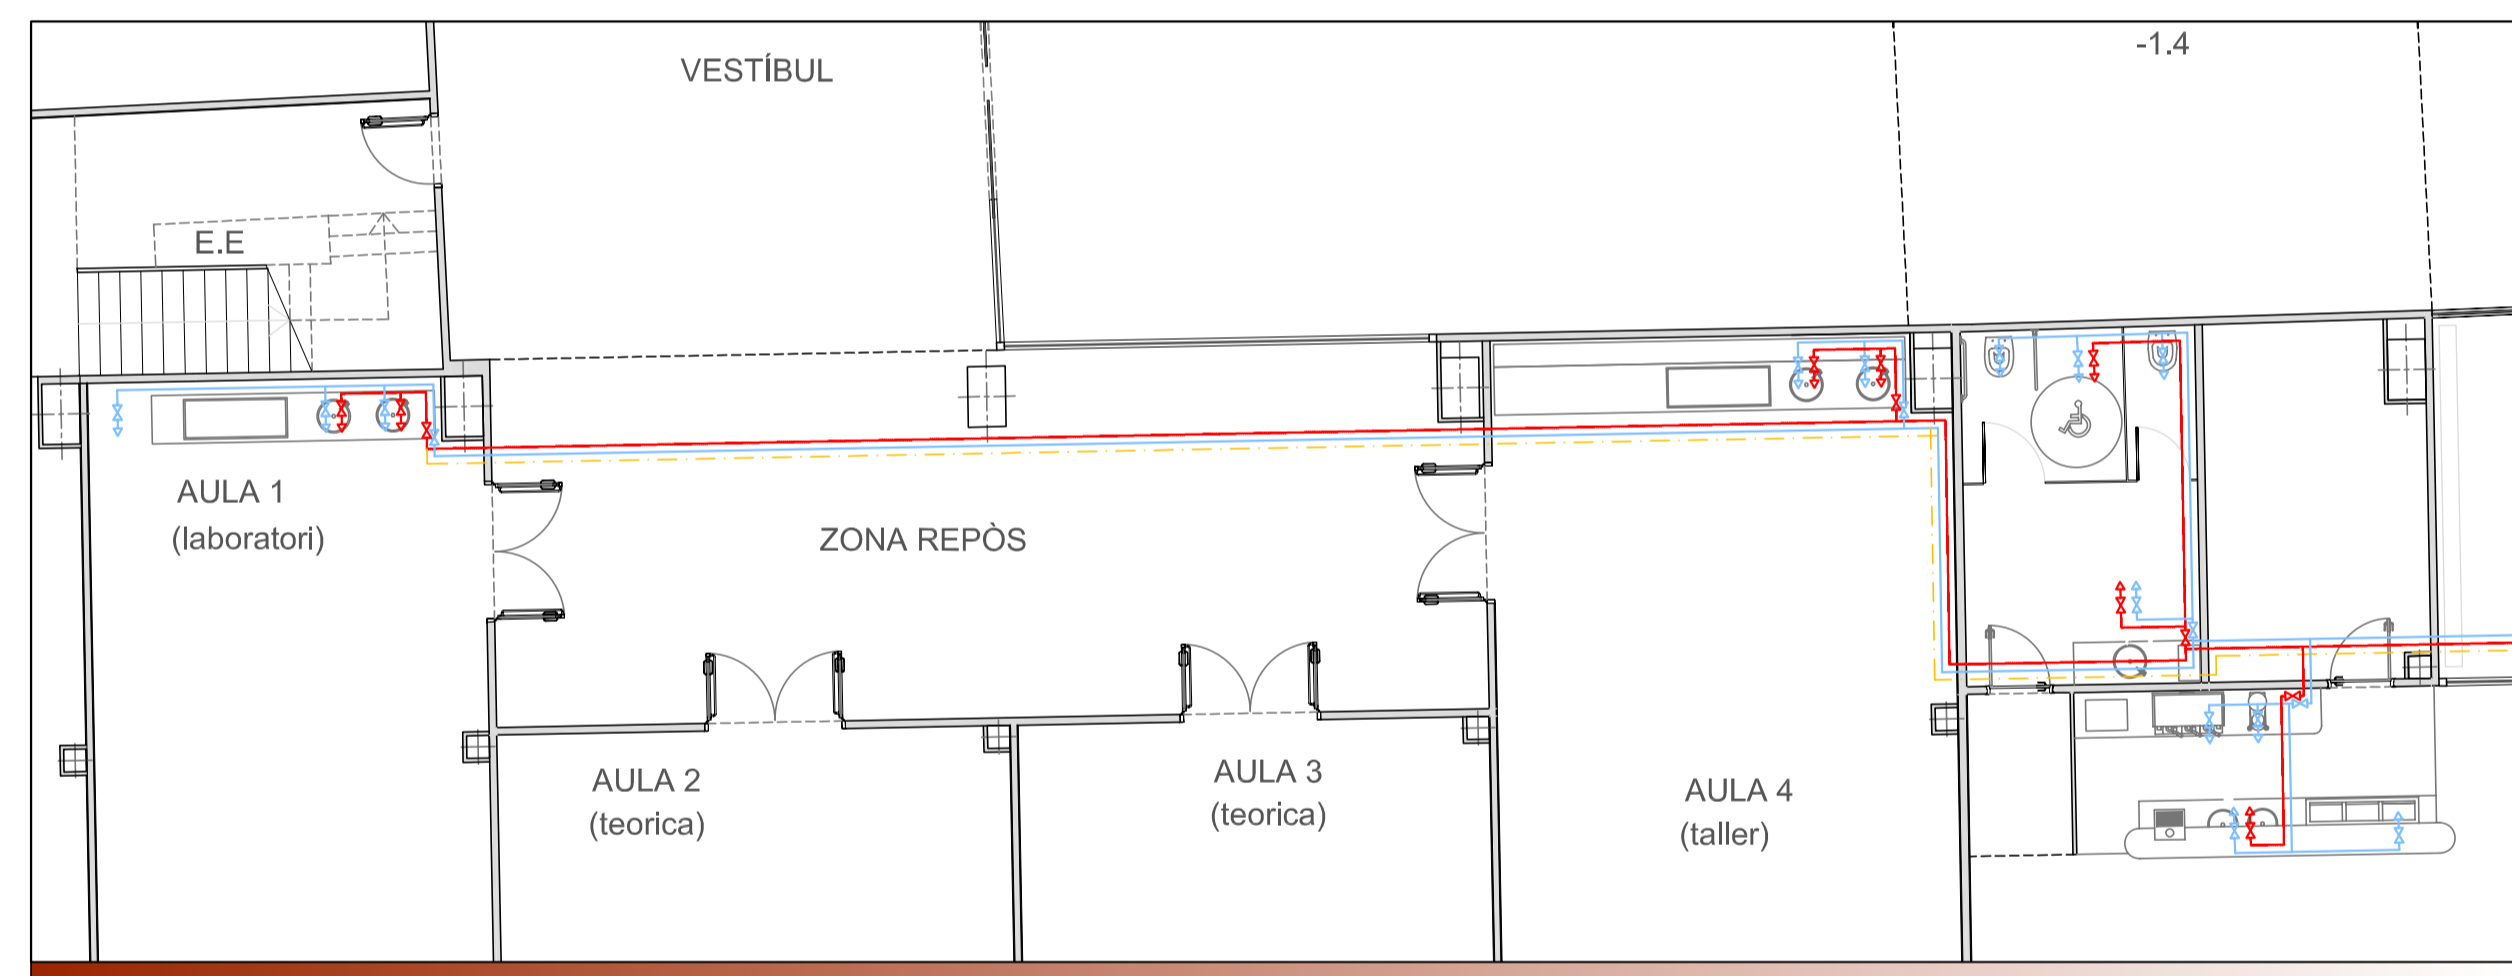 VESTÍBUL
-1.4
E.E
AULA 1
(laboratori)
ZONA REPÒS
AULA 2
(teorica)
AULA 3
(teorica)
AULA 4
(taller)